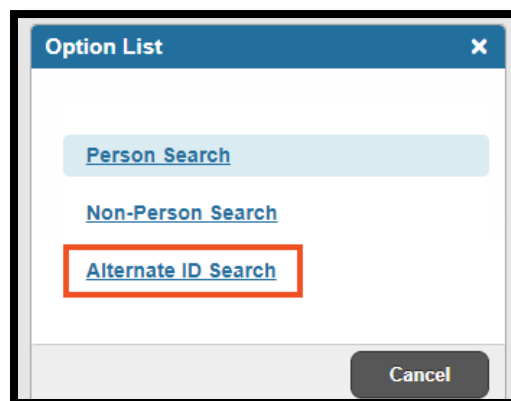 Option List ×
Person Search
Non-Person Search
Alternate ID Search
Cancel